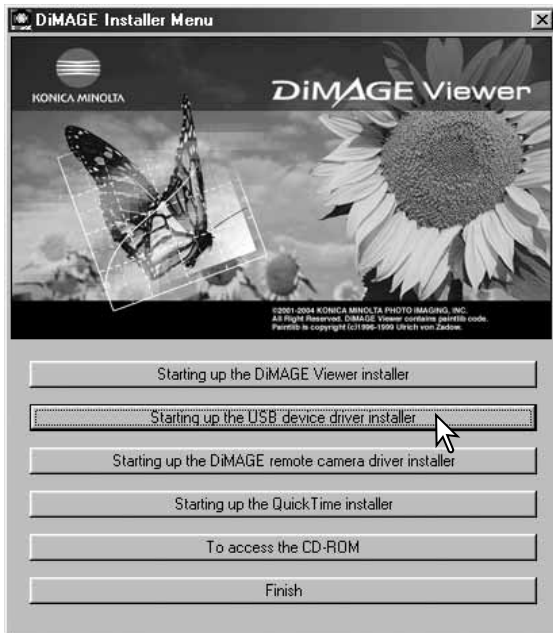 DiMAGE Installer Menu
KONICA MINOLTA
DiMAGE Viewer
©2001-2004 KONICA MINOLTA PHOTO IMAGING, INC.
All Right Reserved. DiMAGE Viewer contains paintlib code.
Paintlib is copyright (c)1996-1999 Ulrich von Zadow.
Starting up the DiMAGE Viewer installer
Starting up the USB device driver installer
Starting up the DiMAGE remote camera driver installer
Starting up the QuickTime installer
To access the CD-ROM
Finish